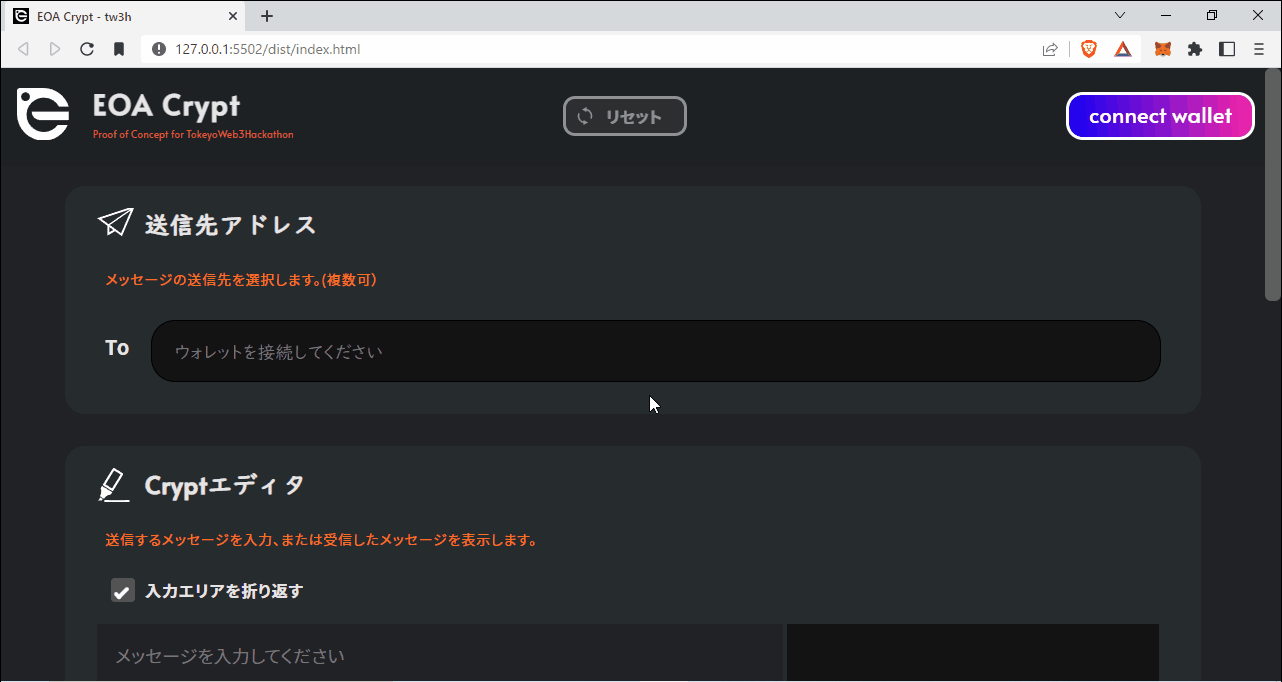 EOA Crypt - tw3h
127.0.0.1:5502/dist/index.html
EOA Crypt
Proof of Concept for TokeyoWeb3Hackathon
リセット
connect wallet
送信先アドレス
メッセージの送信先を選択します。(複数可)
To
ウォレットを接続してください
Cryptエディタ
送信するメッセージを入力、または受信したメッセージを表示します。
入力エリアを折り返す
メッセージを入力してください